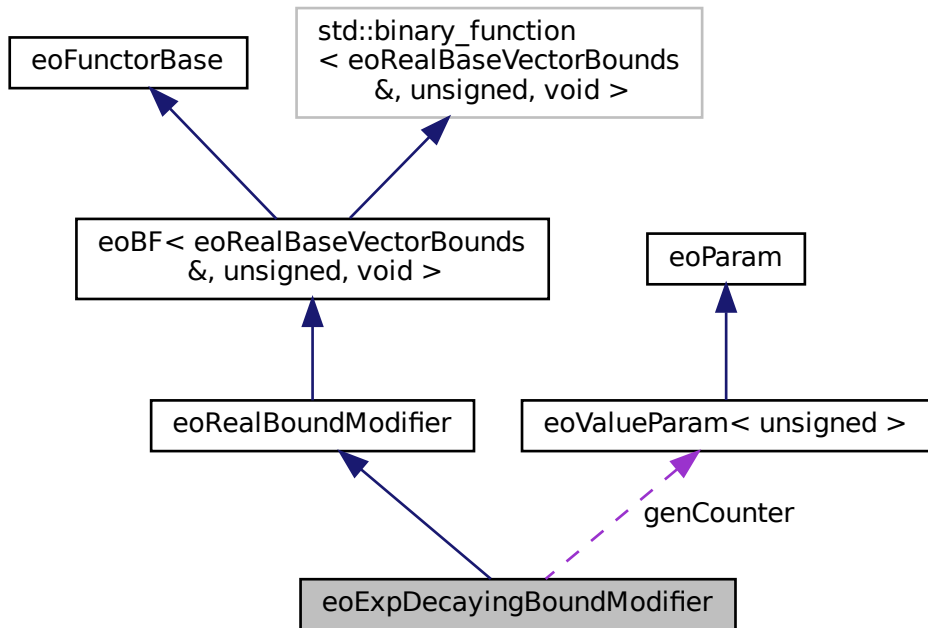 eoFunctorBase
std::binary_function
< eoRealBaseVectorBounds
&, unsigned, void >
eoBF< eoRealBaseVectorBounds
&, unsigned, void >
eoParam
eoRealBoundModifier
eoValueParam< unsigned >
genCounter
eoExpDecayingBoundModifier